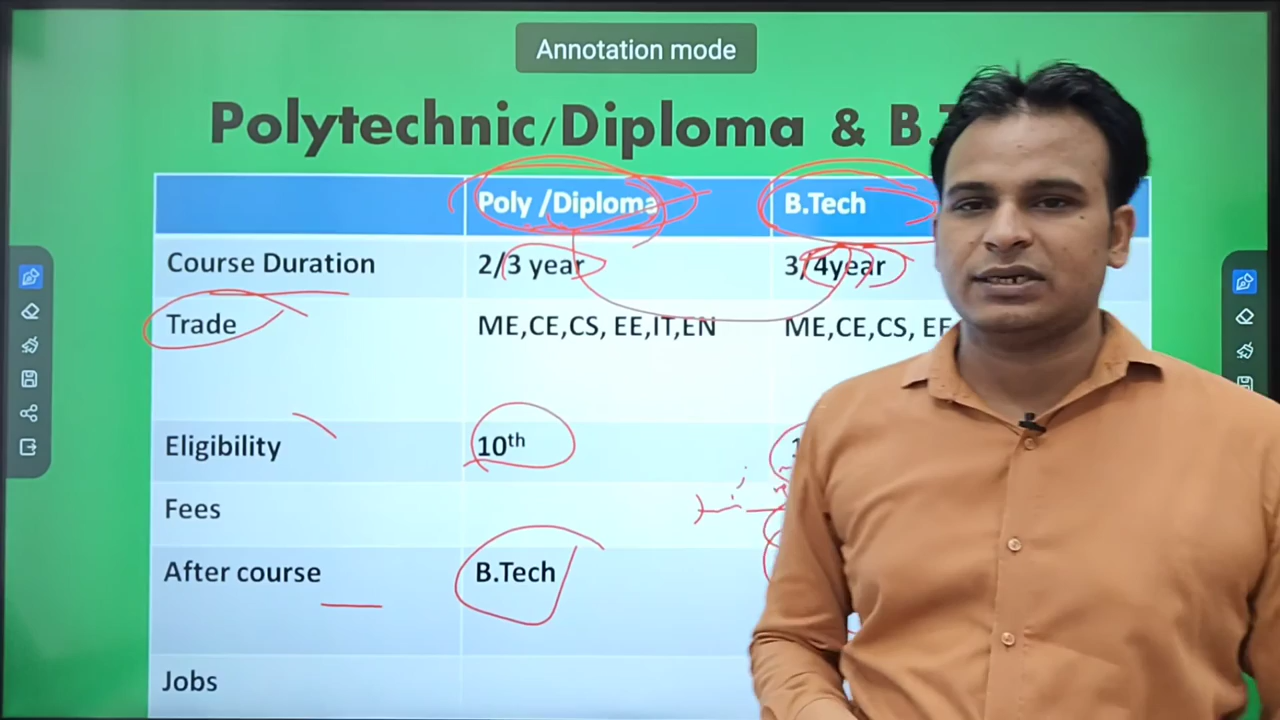 Annotation mode
Polytechnic/Diploma & B.
Poly /Diploma B.Tech
Course Duration 2/3 year 3/4year
Trade ME,CE,CS, EE,IT,EN ME,CE,CS, EE
Eligibility 10th
Fees
After course B.Tech
Jobs